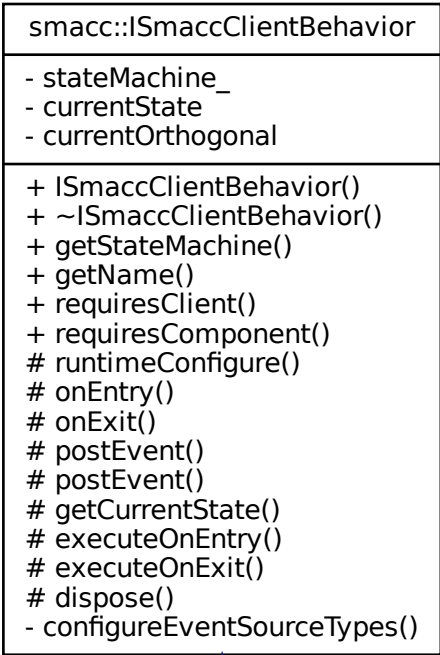 smacc::ISmaccClientBehavior
- stateMachine_
- currentState
- currentOrthogonal
+ ISmaccClientBehavior()
+ ~ISmaccClientBehavior()
+ getStateMachine()
+ getName()
+ requiresClient()
+ requiresComponent()
# runtimeConfigure()
# onEntry()
# onExit()
# postEvent()
# postEvent()
# getCurrentState()
# executeOnEntry()
# executeOnExit()
# dispose()
- configureEventSourceTypes()